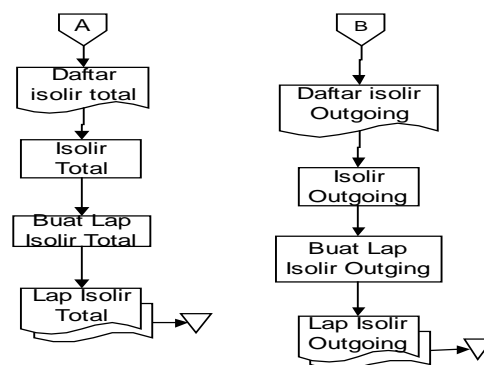 A
Daftar
isolir total
Isolir
Total
Buat Lap
Isolir Total
Lap Isolir
Total
B
Daftar isolir
Outgoing
Isolir
Outgoing
Buat Lap
Isolir Outging
Lap Isolir
Outgoing